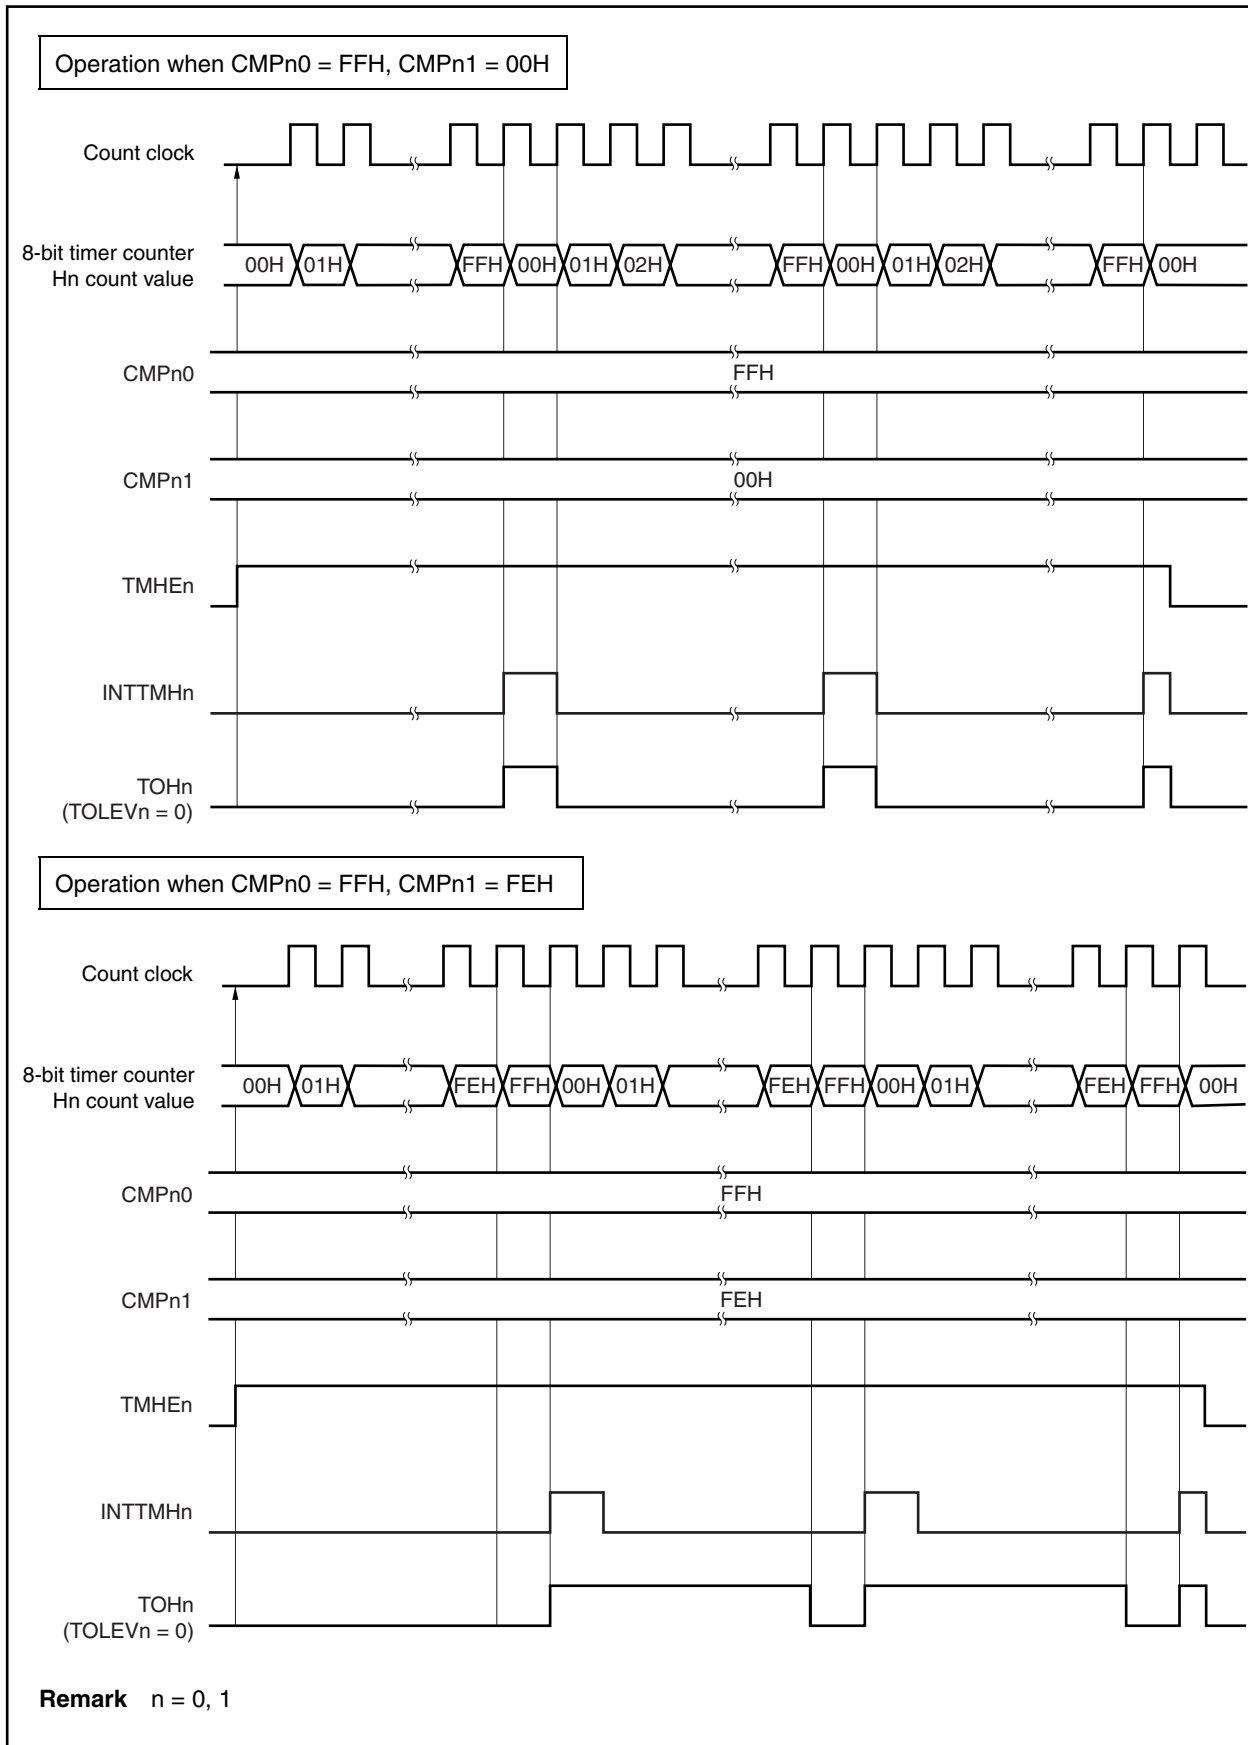 Operation when CMPn0 = FFH, CMPn1 = 00H
Count clock
8-bit timer counter
Hn count value
00H 01H FFH 00H 01H 02H FFH 00H 01H 02H FFH 00H
CMPn0
FFH
CMPn1
00H
TMHEn
INTTMHn
TOHn
(TOLEVn = 0)
Operation when CMPn0 = FFH, CMPn1 = FEH
Count clock
8-bit timer counter
Hn count value
00H 01H FEH FFH 00H 01H FEH FFH 00H 01H FEH FFH 00H
CMPn0
FFH
CMPn1
FEH
TMHEn
INTTMHn
TOHn
(TOLEVn = 0)
Remark n = 0, 1